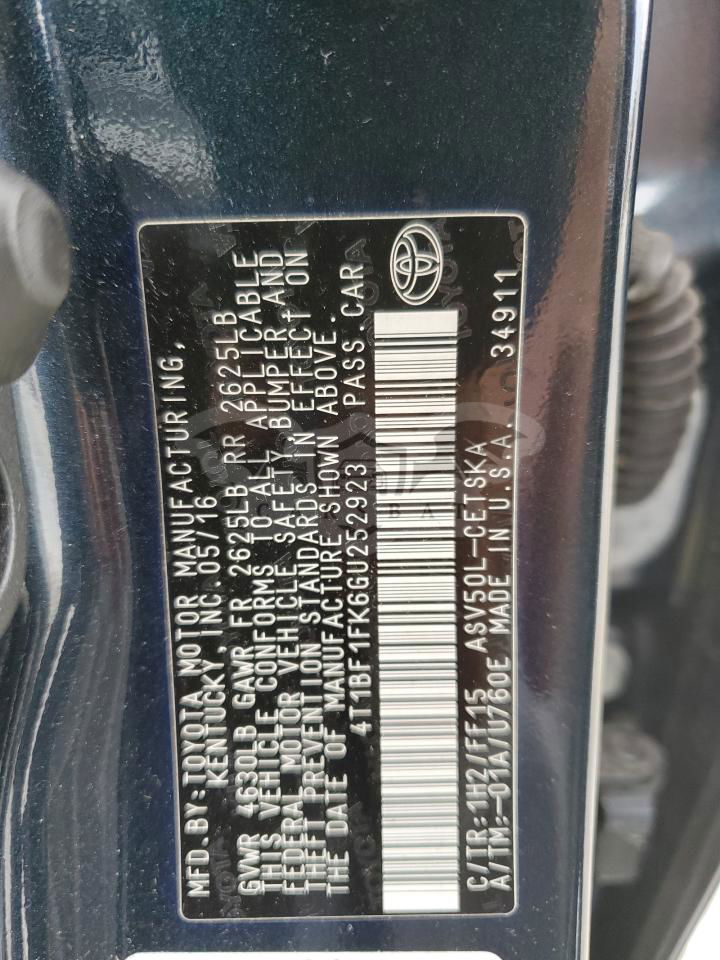 MFD.BY:TOYOTA MOTOR MANUFACTURING,
KENTUCKY, INC.05/16
GVWR 4630LB GAWR FR 2625LB RR 2625LB
THIS VEHICLE CONFORMS TO ALL APPLICABLE
FEDERAL MOTOR VEHICLE SAFETY,BUMPER,AND
THEFT PREVENTION STANDARDS IN EFFECT ON
THE DATE OF MANUFACTURE SHOWN ABOVE.
4T1BF1FK6GU252923 PASS.CAR
C/TR:1H2/FF15 ASV50L-CETSKA
A/TM:-01A/U760E MADE IN U.S.A. 34911